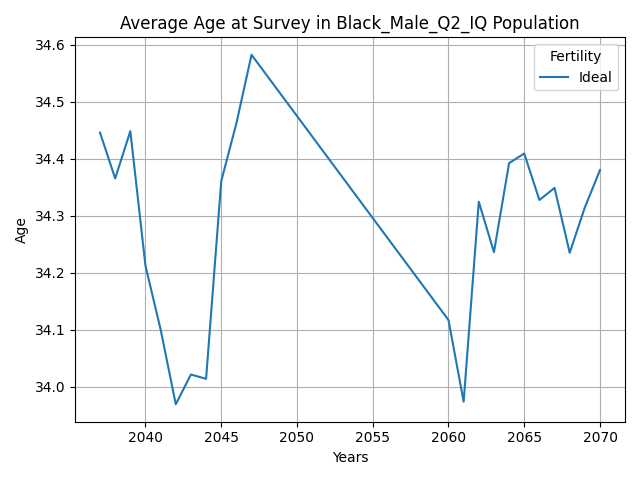 Average Age at Survey in Black_Male_Q2_IQ Population
Fertility
Ideal
34.6
34.5
34.4
34.3
34.2
34.1
34.0
Age
2040 2045 2050 2055 2060 2065 2070
Years